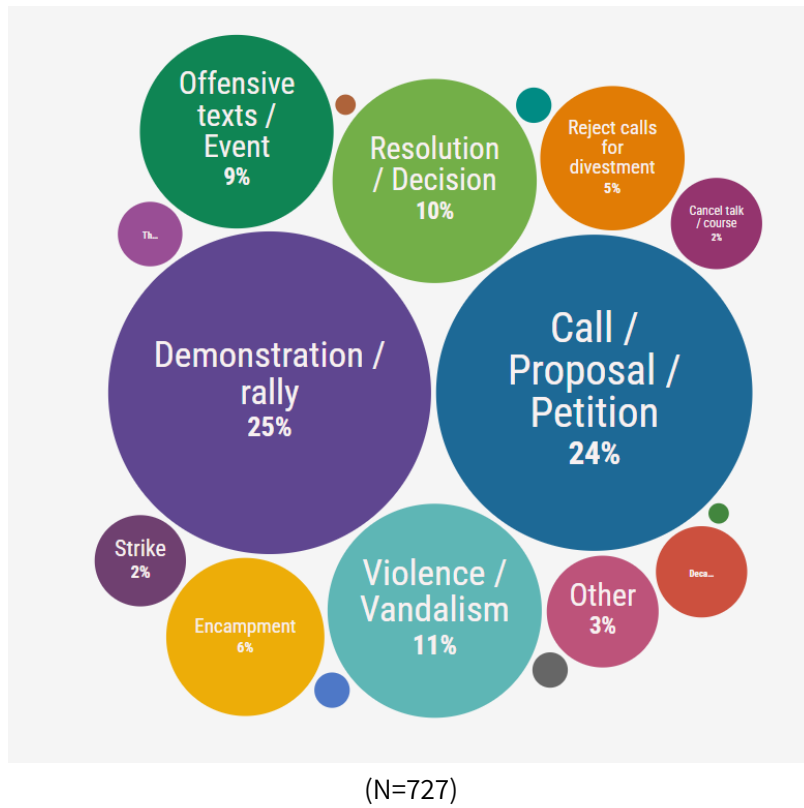 Offensive
texts /
Event
9%
Resolution
/ Decision
10%
Reject calls
for
divestment
5%
Cancel talk
/ course
2%
Th...
Demonstration /
rally
25%
Call /
Proposal /
Petition
24%
Strike
2%
Encampment
6%
Violence /
Vandalism
11%
Other
3%
Deca...
(N=727)